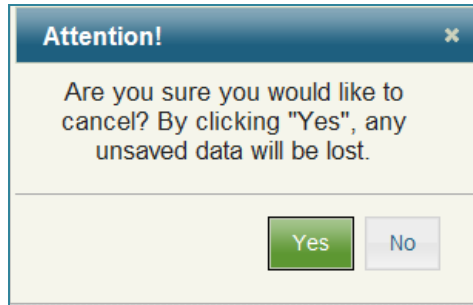 Attention!
Are you sure you would like to
cancel? By clicking "Yes", any
unsaved data will be lost.
Yes
No